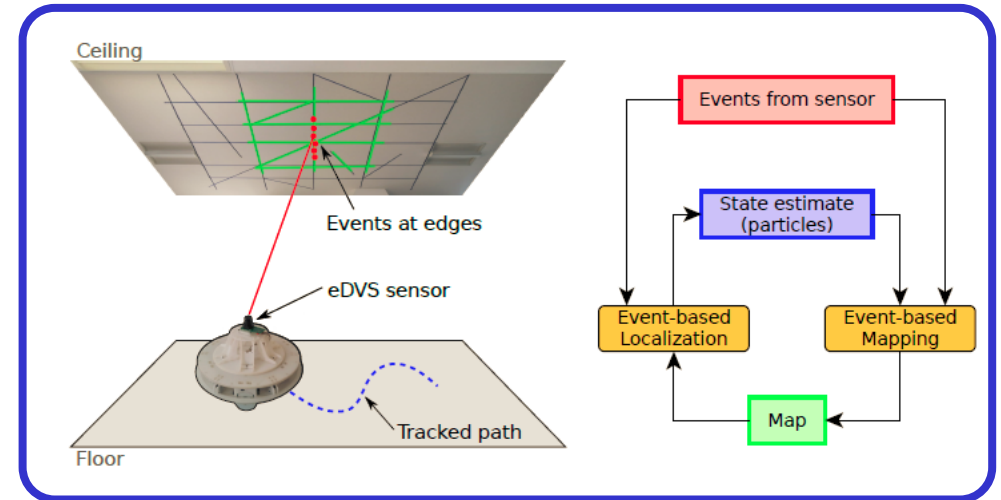 Ceiling
Events at edges
eDVS sensor
Tracked path
Floor
Events from sensor
State estimate
(particles)
Event-based
Localization
Event-based
Mapping
Map